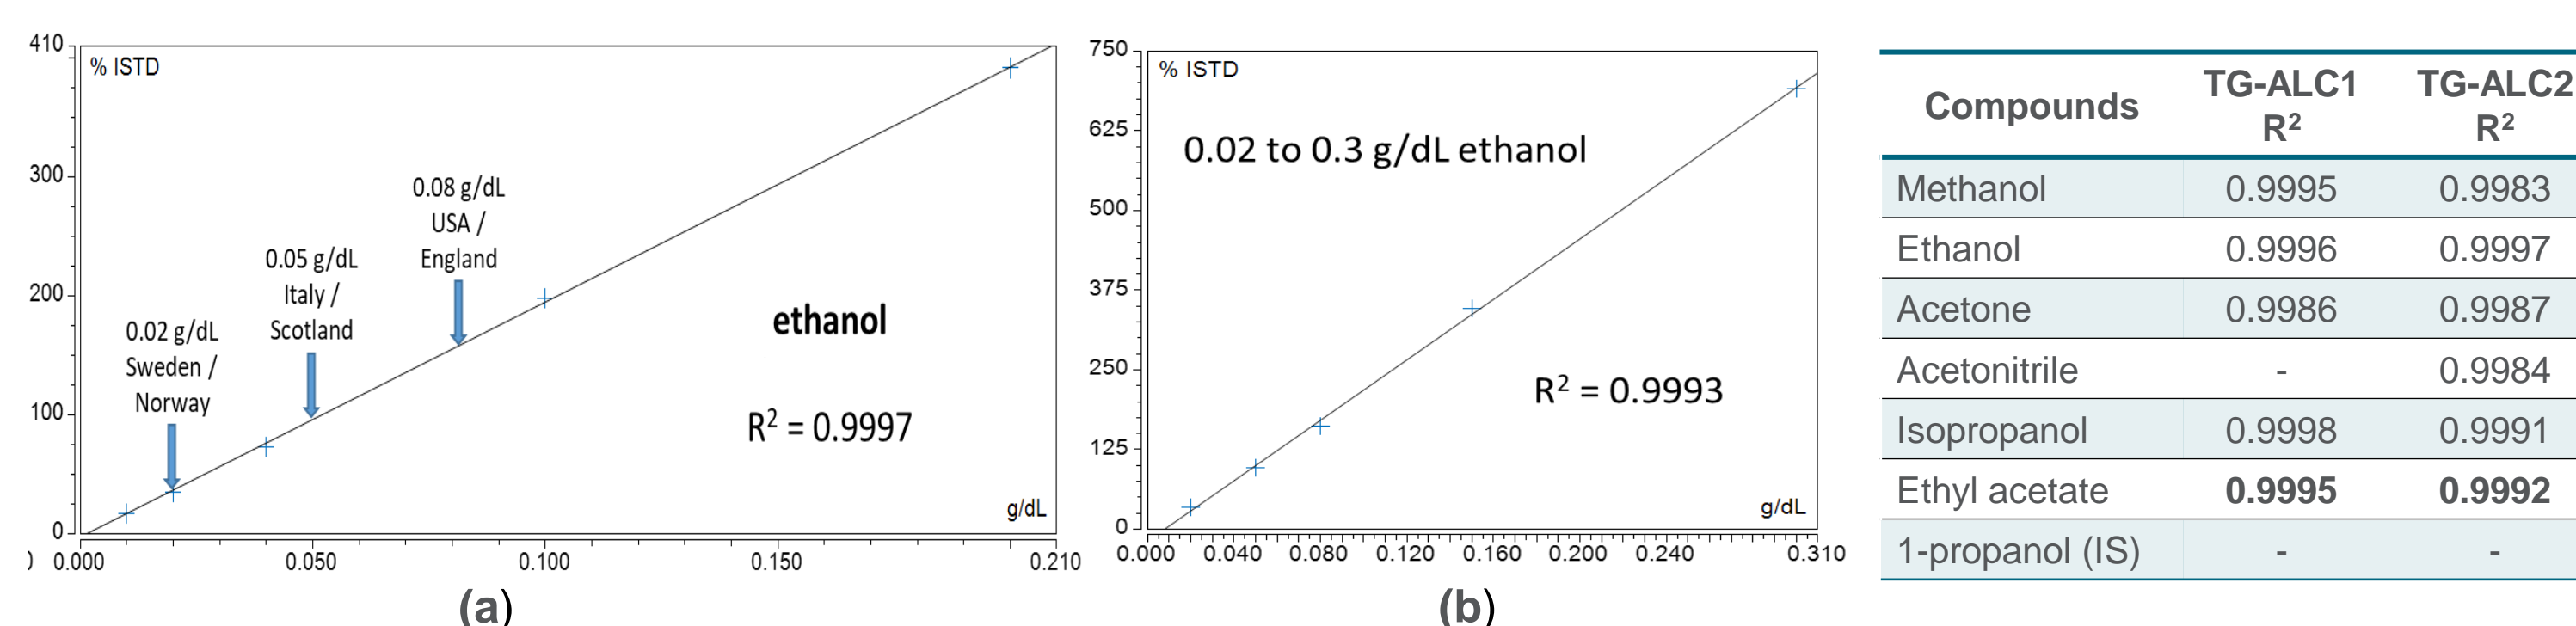 410
300
200
100
0
% ISTD
0.02 g/dL
Sweden /
Norway
0.05 g/dL
Italy /
Scotland
0.08 g/dL
USA /
England
ethanol
R² = 0.9997
g/dL
0.000 0.050 0.100 0.150 0.210
(a)
750
625
500
375
250
125
0
% ISTD
0.02 to 0.3 g/dL ethanol
R² = 0.9993
g/dL
0.000 0.040 0.080 0.120 0.160 0.200 0.240 0.310
(b)
Compounds TG-ALC1 R² TG-ALC2 R²
Methanol 0.9995 0.9983
Ethanol 0.9996 0.9997
Acetone 0.9986 0.9987
Acetonitrile - 0.9984
Isopropanol 0.9998 0.9991
Ethyl acetate 0.9995 0.9992
1-propanol (IS) - -